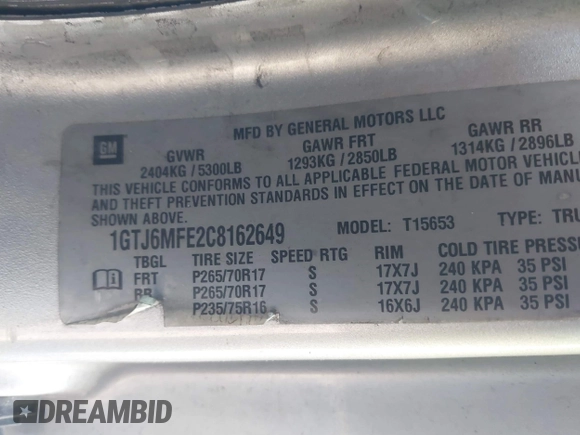 MFD BY GENERAL MOTORS LLC
GM GVWR GAWR FRT GAWR RR
2404KG / 5300LB 1293KG / 2850LB 1314KG / 2896LB
THIS VEHICLE CONFORMS TO ALL APPLICABLE FEDERAL MOTOR VEHICLE
AND THEFT PREVENTION STANDARDS IN EFFECT ON THE DATE OF MANU
SHOWN ABOVE.
1GTJ6MFE2C8162649 MODEL: T15653 TYPE: TRU
TBGL TIRE SIZE SPEED RTG RIM COLD TIRE PRESSU
FRT P265/70R17 S 17X7J 240 KPA 35 PSI
RR P265/70R17 S 17X7J 240 KPA 35 PSI
P235/75R16 S 16X6J 240 KPA 35 PSI
DREAMBID